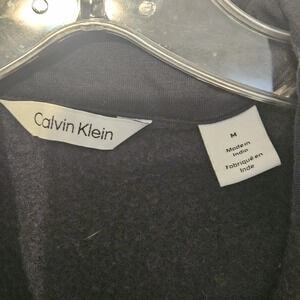 Calvin Klein
M
Made in
India
Fabriqué en
Inde